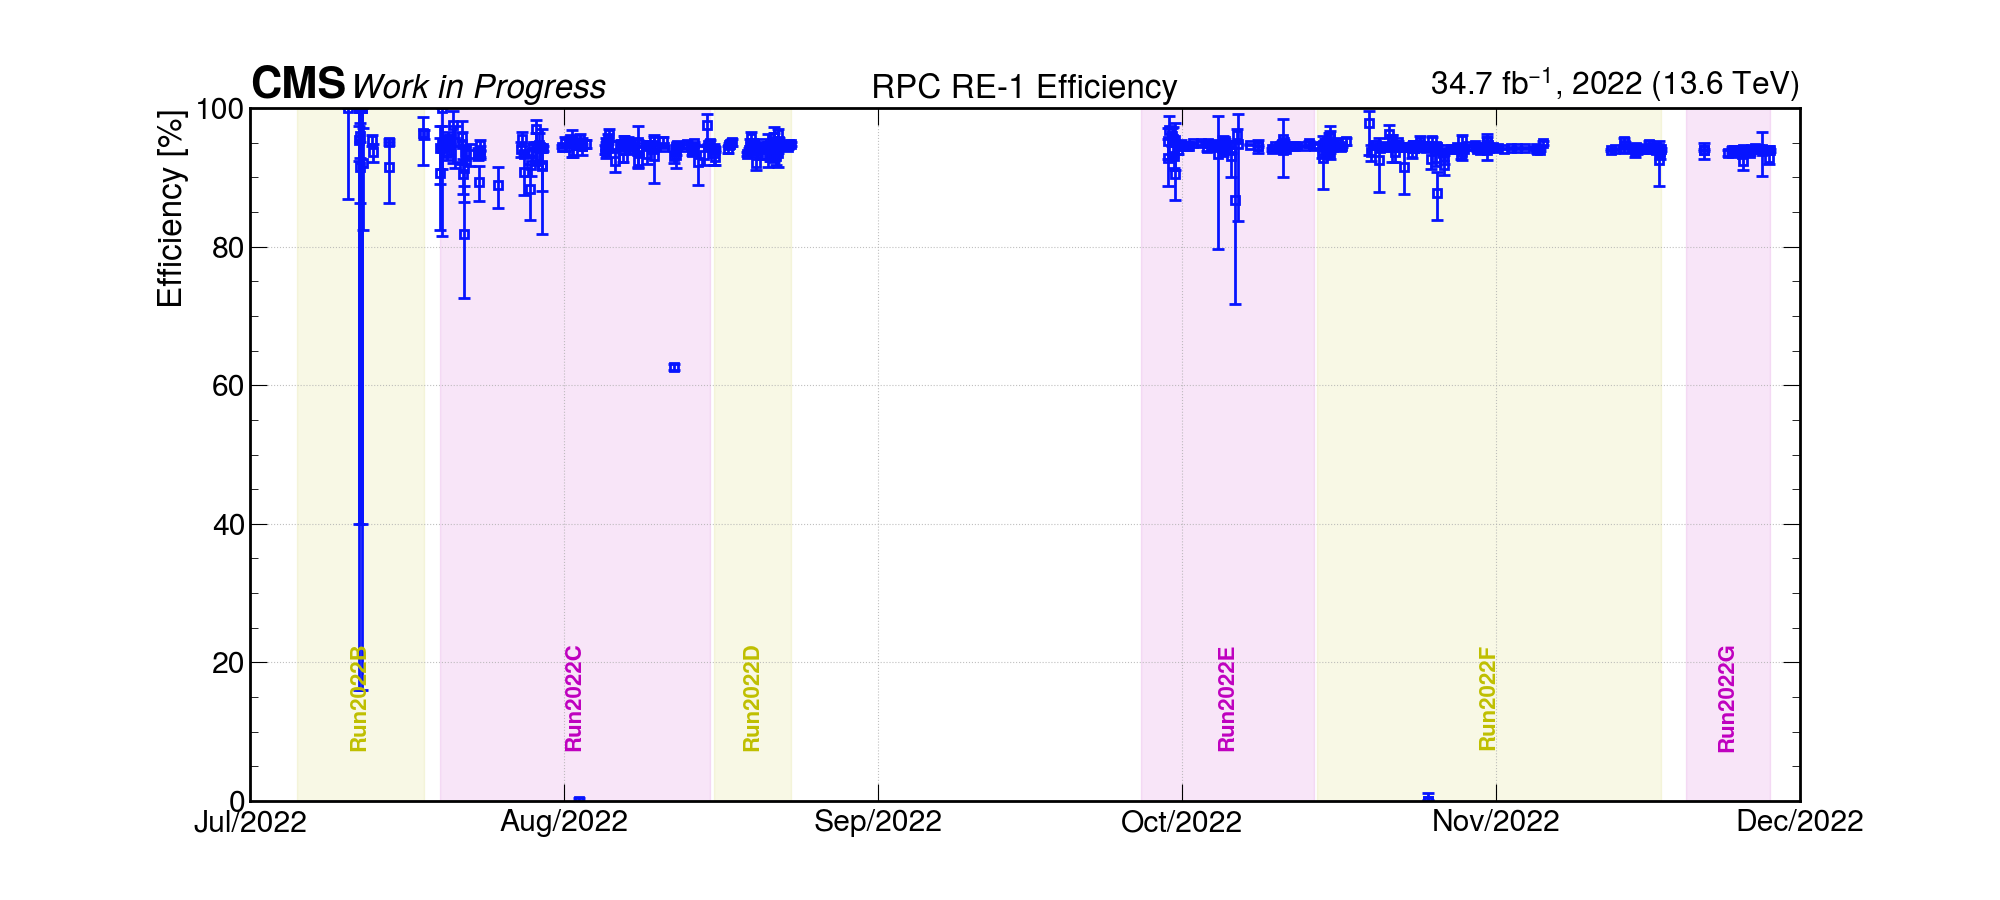 CMS Work in Progress
RPC RE-1 Efficiency
34.7 fb⁻¹, 2022 (13.6 TeV)
Efficiency [%]
100
80
60
40
20
0
Run2022B
Run2022C
Run2022D
Run2022E
Run2022F
Run2022G
Jul/2022
Aug/2022
Sep/2022
Oct/2022
Nov/2022
Dec/2022